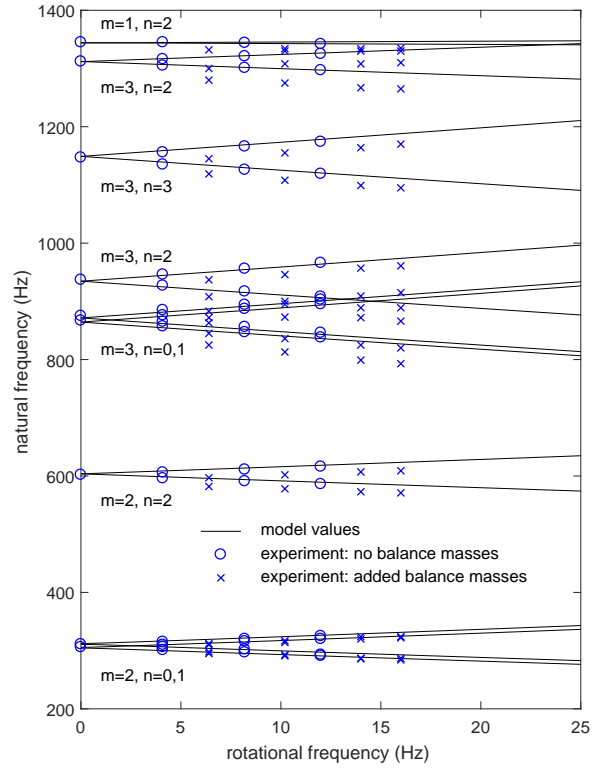 1400
m=1, n=2
m=3, n=2
1200
m=3, n=3
m=3, n=2
1000
natural frequency (Hz)
m=3, n=0,1
800
600
m=2, n=2
model values
experiment: no balance masses
experiment: added balance masses
400
m=2, n=0,1
200
0 5 10 15 20 25
rotational frequency (Hz)